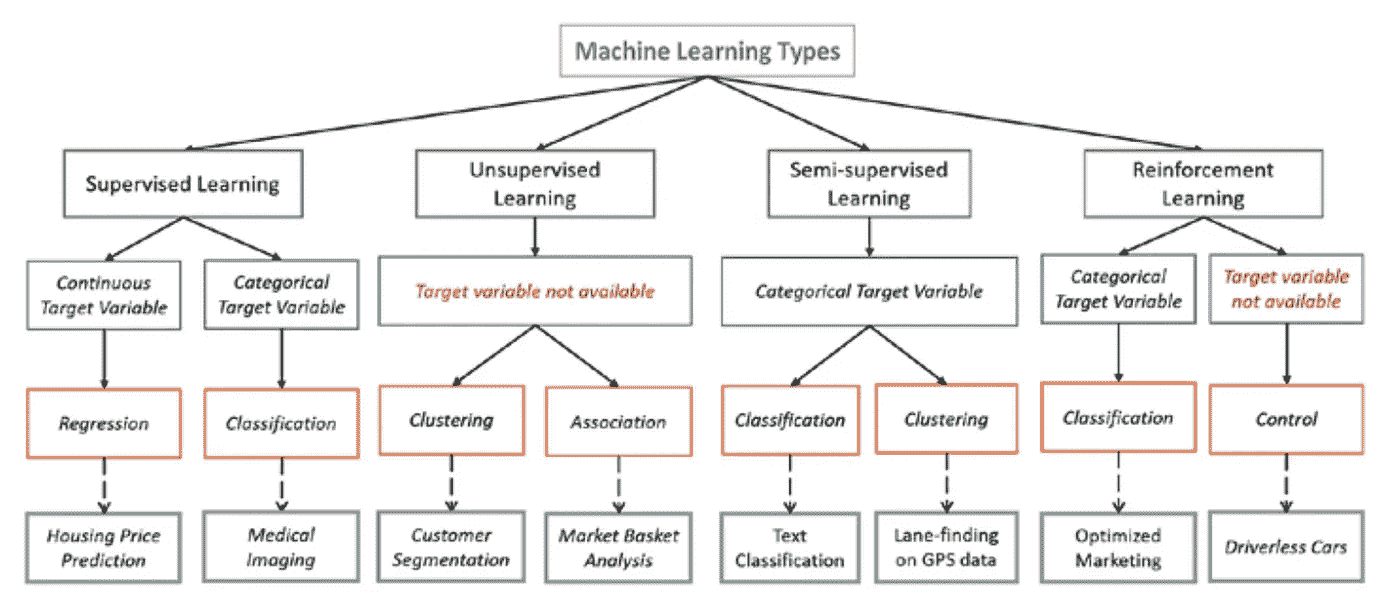 Machine Learning Types
Supervised Learning
Unsupervised
Learning
Semi-supervised
Learning
Reinforcement
Learning
Continuous
Target Variable
Categorical
Target Variable
Target variable not available
Categorical Target Variable
Categorical
Target Variable
Target variable
not available
Regression
Classification
Clustering
Association
Classification
Clustering
Classification
Control
Housing Price
Prediction
Medical
Imaging
Customer
Segmentation
Market Basket
Analysis
Text
Classification
Lane-finding
on GPS data
Optimized
Marketing
Driverless Cars